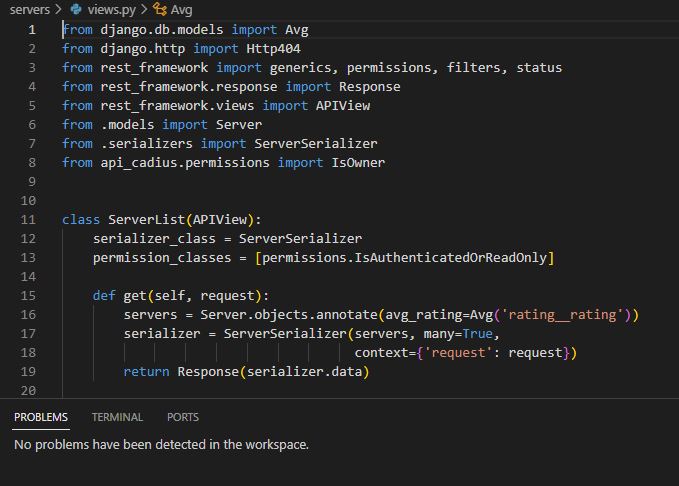 servers > views.py > Avg
1 from django.db.models import Avg
2 from django.http import Http404
3 from rest_framework import generics, permissions, filters, status
4 from rest_framework.response import Response
5 from rest_framework.views import APIView
6 from .models import Server
7 from .serializers import ServerSerializer
8 from api_cadius.permissions import IsOwner
9
10
11 class ServerList(APIView):
12     serializer_class = ServerSerializer
13     permission_classes = [permissions.IsAuthenticatedOrReadOnly]
14
15     def get(self, request):
16         servers = Server.objects.annotate(avg_rating=Avg('rating__rating'))
17         serializer = ServerSerializer(servers, many=True,
18                                       context={'request': request})
19         return Response(serializer.data)
20
PROBLEMS TERMINAL PORTS
No problems have been detected in the workspace.